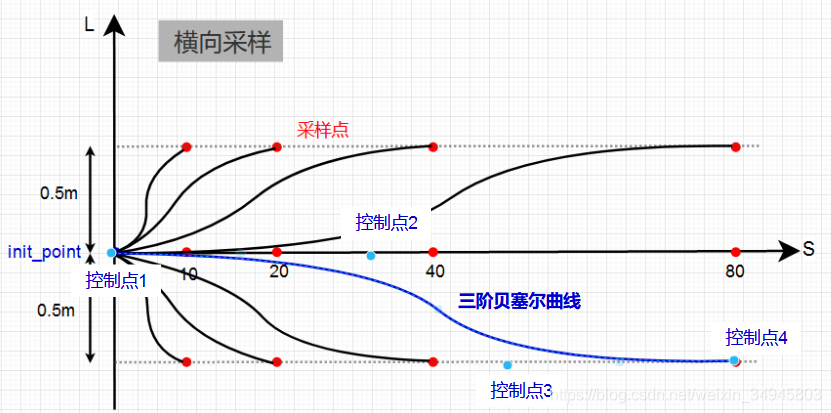 L
横向采样
采样点
0.5m
控制点2
init_point
S
控制点1
10
20
40
80
0.5m
三阶贝塞尔曲线
控制点4
控制点3
https://blog.csdn.net/weixin_34945803